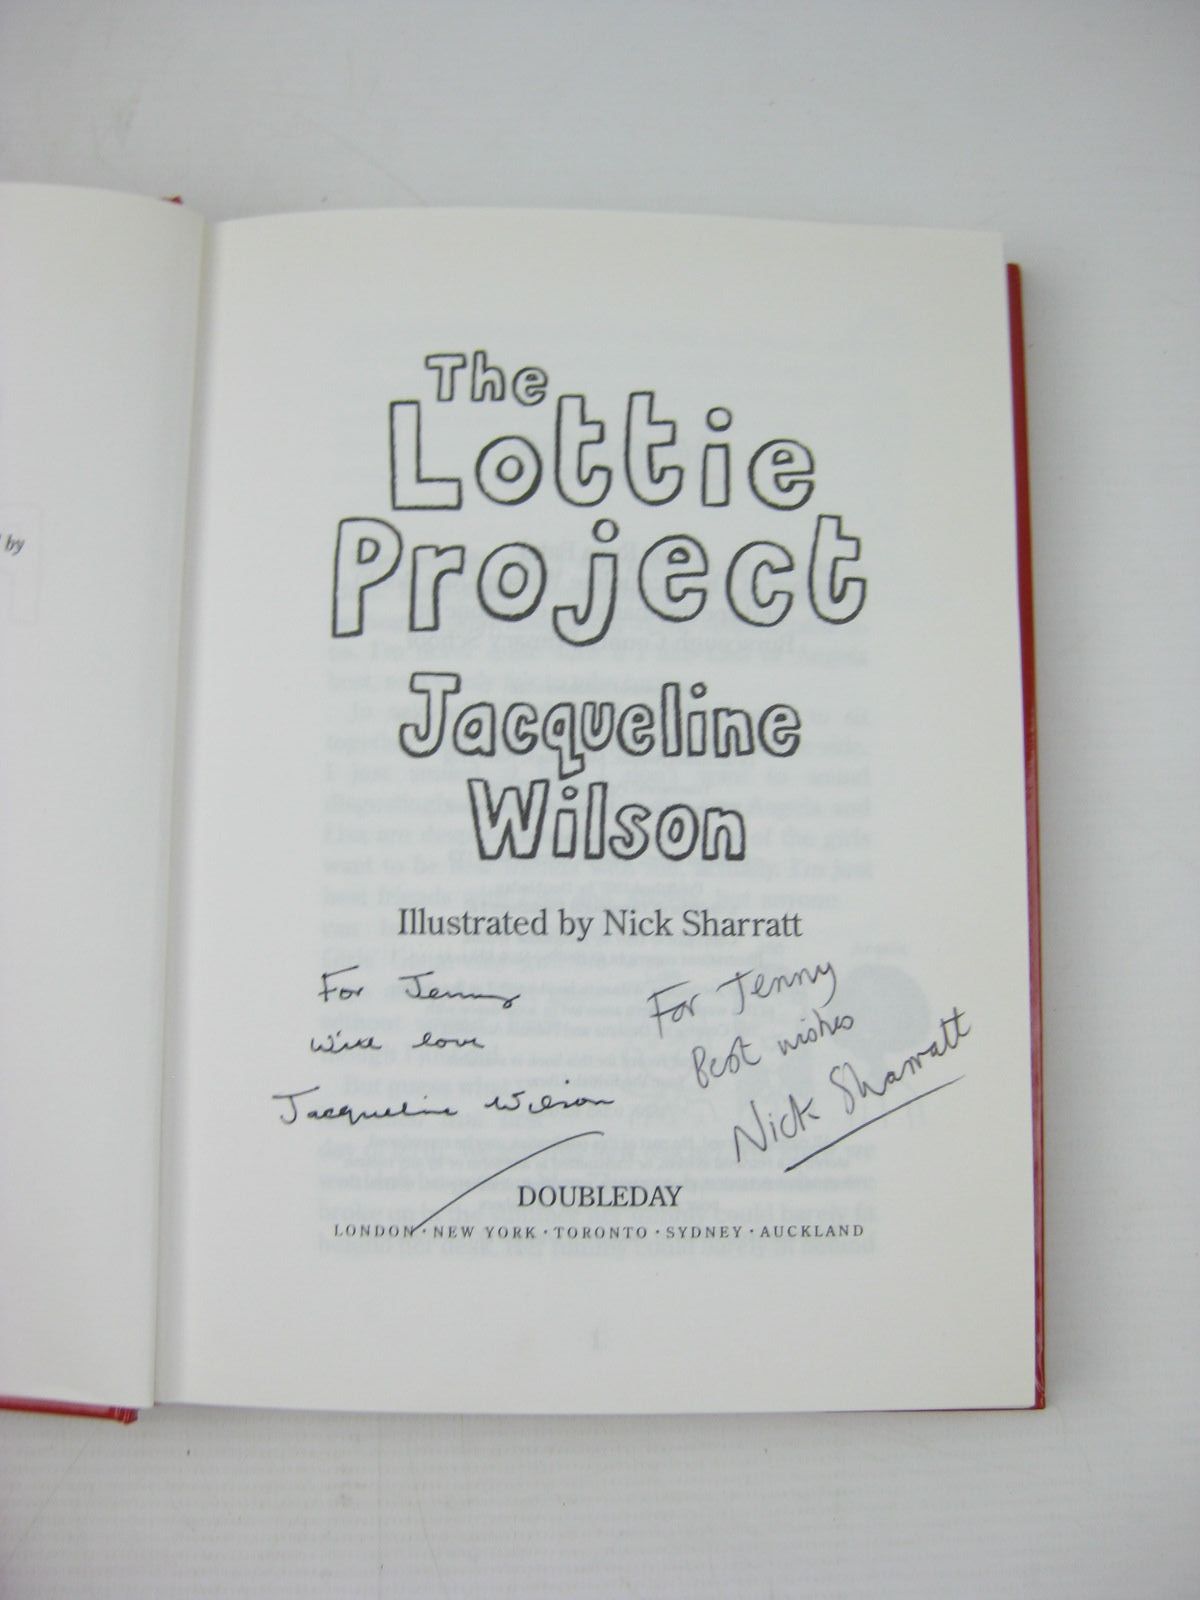 by
The
Lottie
Project
Jacqueline
Wilson
Illustrated by Nick Sharratt
For Jenny
with love
Jacqueline Wilson
For Jenny
Best wishes
Nick Sharratt
DOUBLEDAY
LONDON · NEW YORK · TORONTO · SYDNEY · AUCKLAND